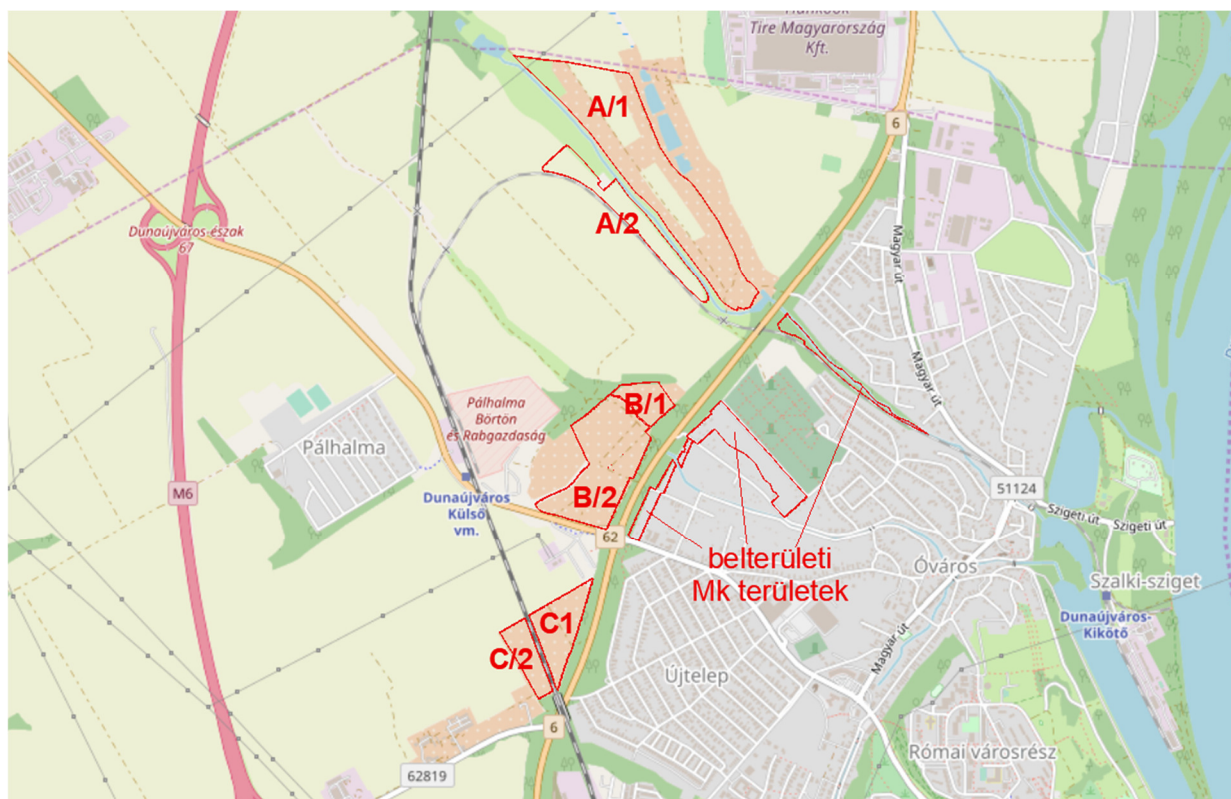 Hankook
Tire Magyarország
Kft.
A/1
6
A/2
Dunaújváros-észak
67
Magyar út
Magyar út
B/1
Pálhalma
Börtön
és Rabgazdaság
Pálhalma
M6
Dunaújváros
Külső
vm.
B/2
62
51124
Szigeti út
Szigeti út
belterületi
Mk területek
Óváros
Szalki-sziget
Dunaújváros-
Kikötő
C1
C/2
Magyar út
Újtelep
6
62819
Római városrész